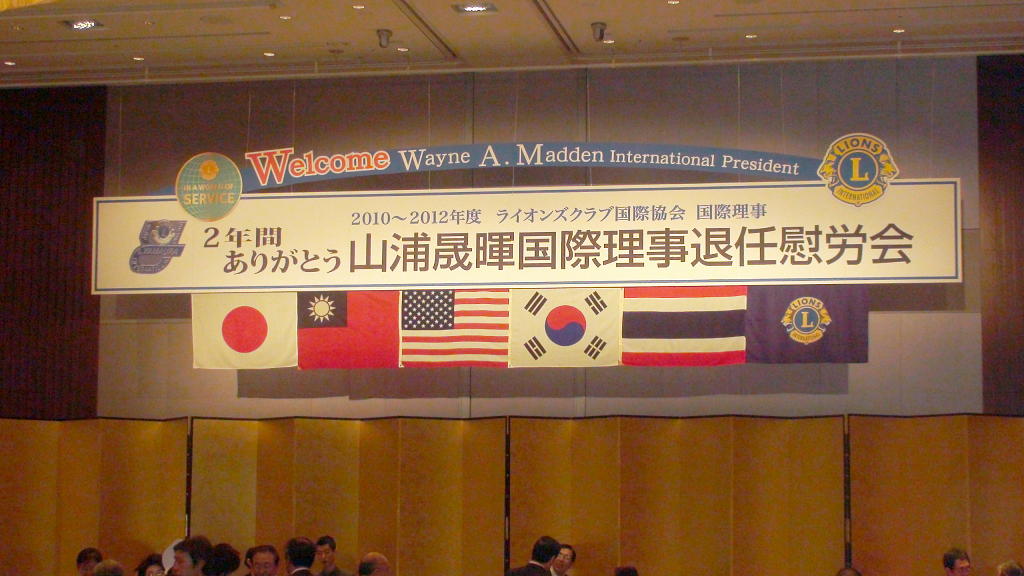 Welcome Wayne A. Madden International President
IN A WORLD OF
SERVICE
LIONS
L
INTERNATIONAL
2010～2012年度 ライオンズクラブ国際協会 国際理事
2年間
ありがとう
山浦晟暉国際理事退任慰労会
LIONS
L
INTERNATIONAL